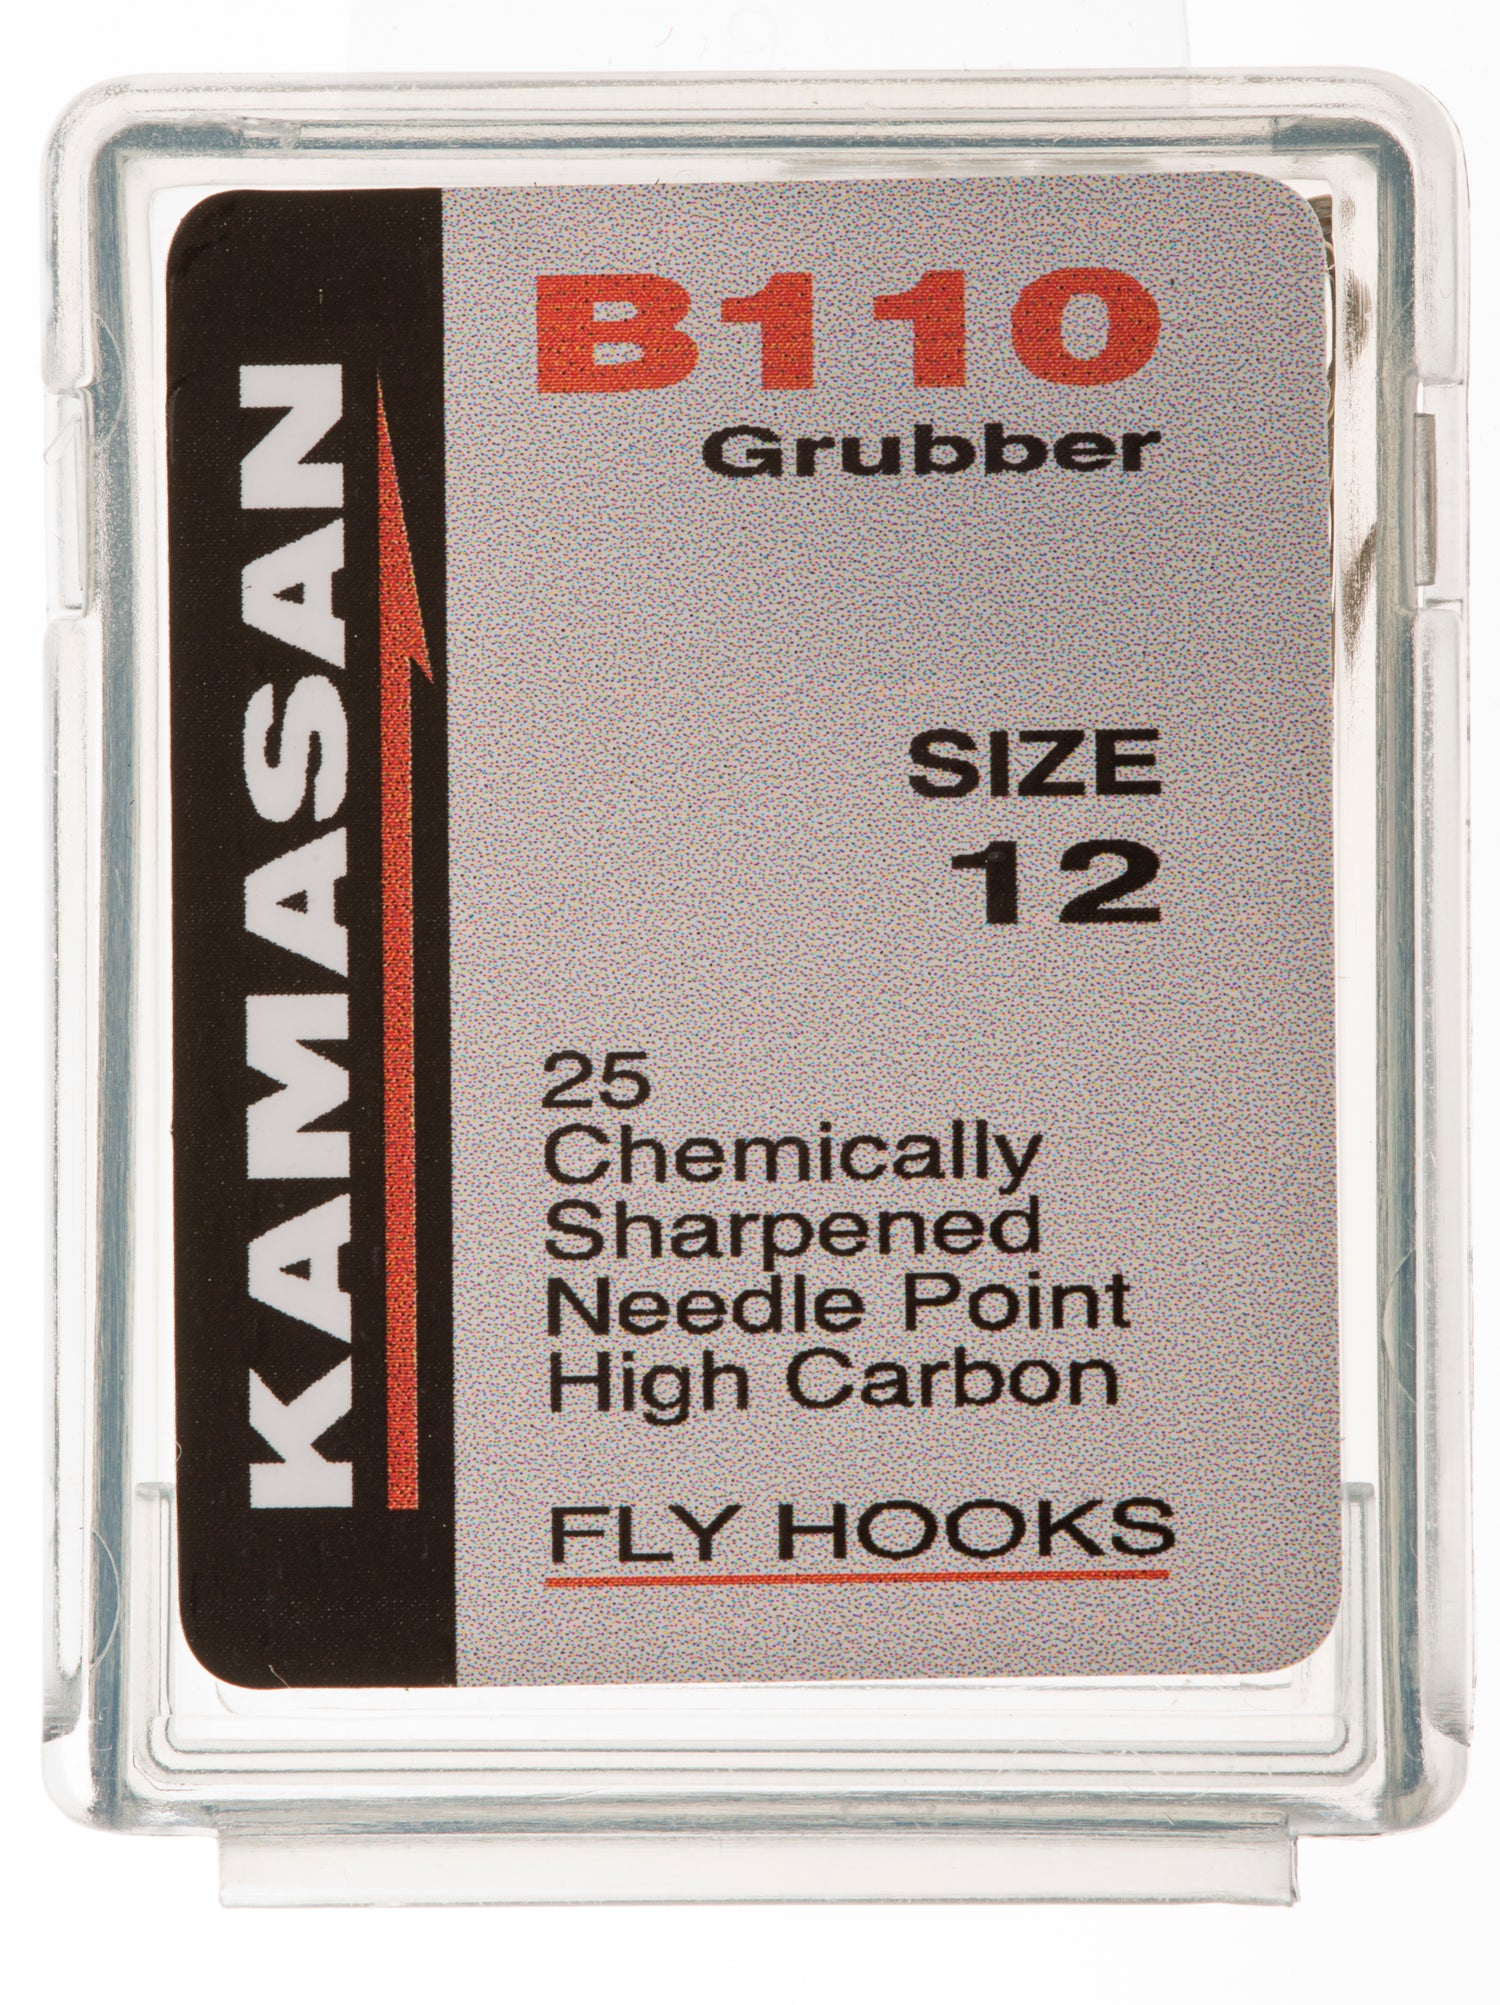 KAMASAN
B110
Grubber
SIZE
12
25
Chemically
Sharpened
Needle Point
High Carbon
FLY HOOKS